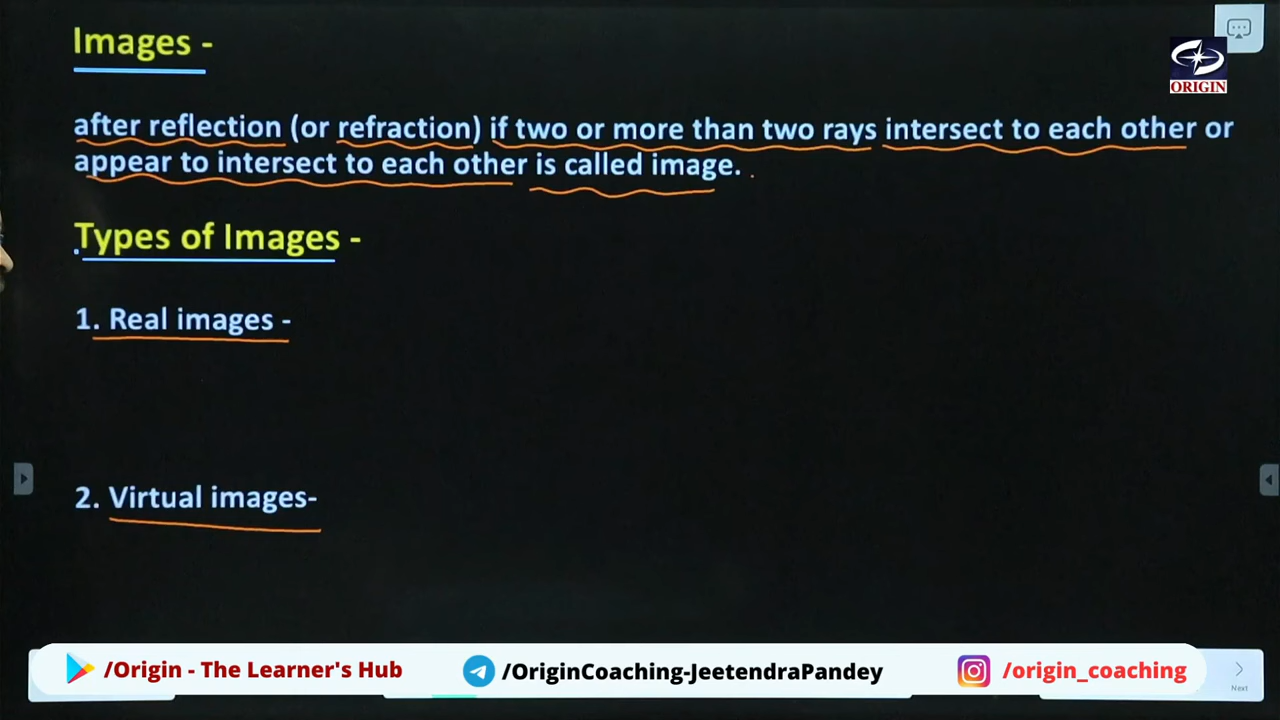 Images -
ORIGIN
after reflection (or refraction) if two or more than two rays intersect to each other or
appear to intersect to each other is called image.
Types of Images -
1. Real images -
2. Virtual images-
/Origin - The Learner's Hub
/OriginCoaching-JeetendraPandey
/origin_coaching
Next